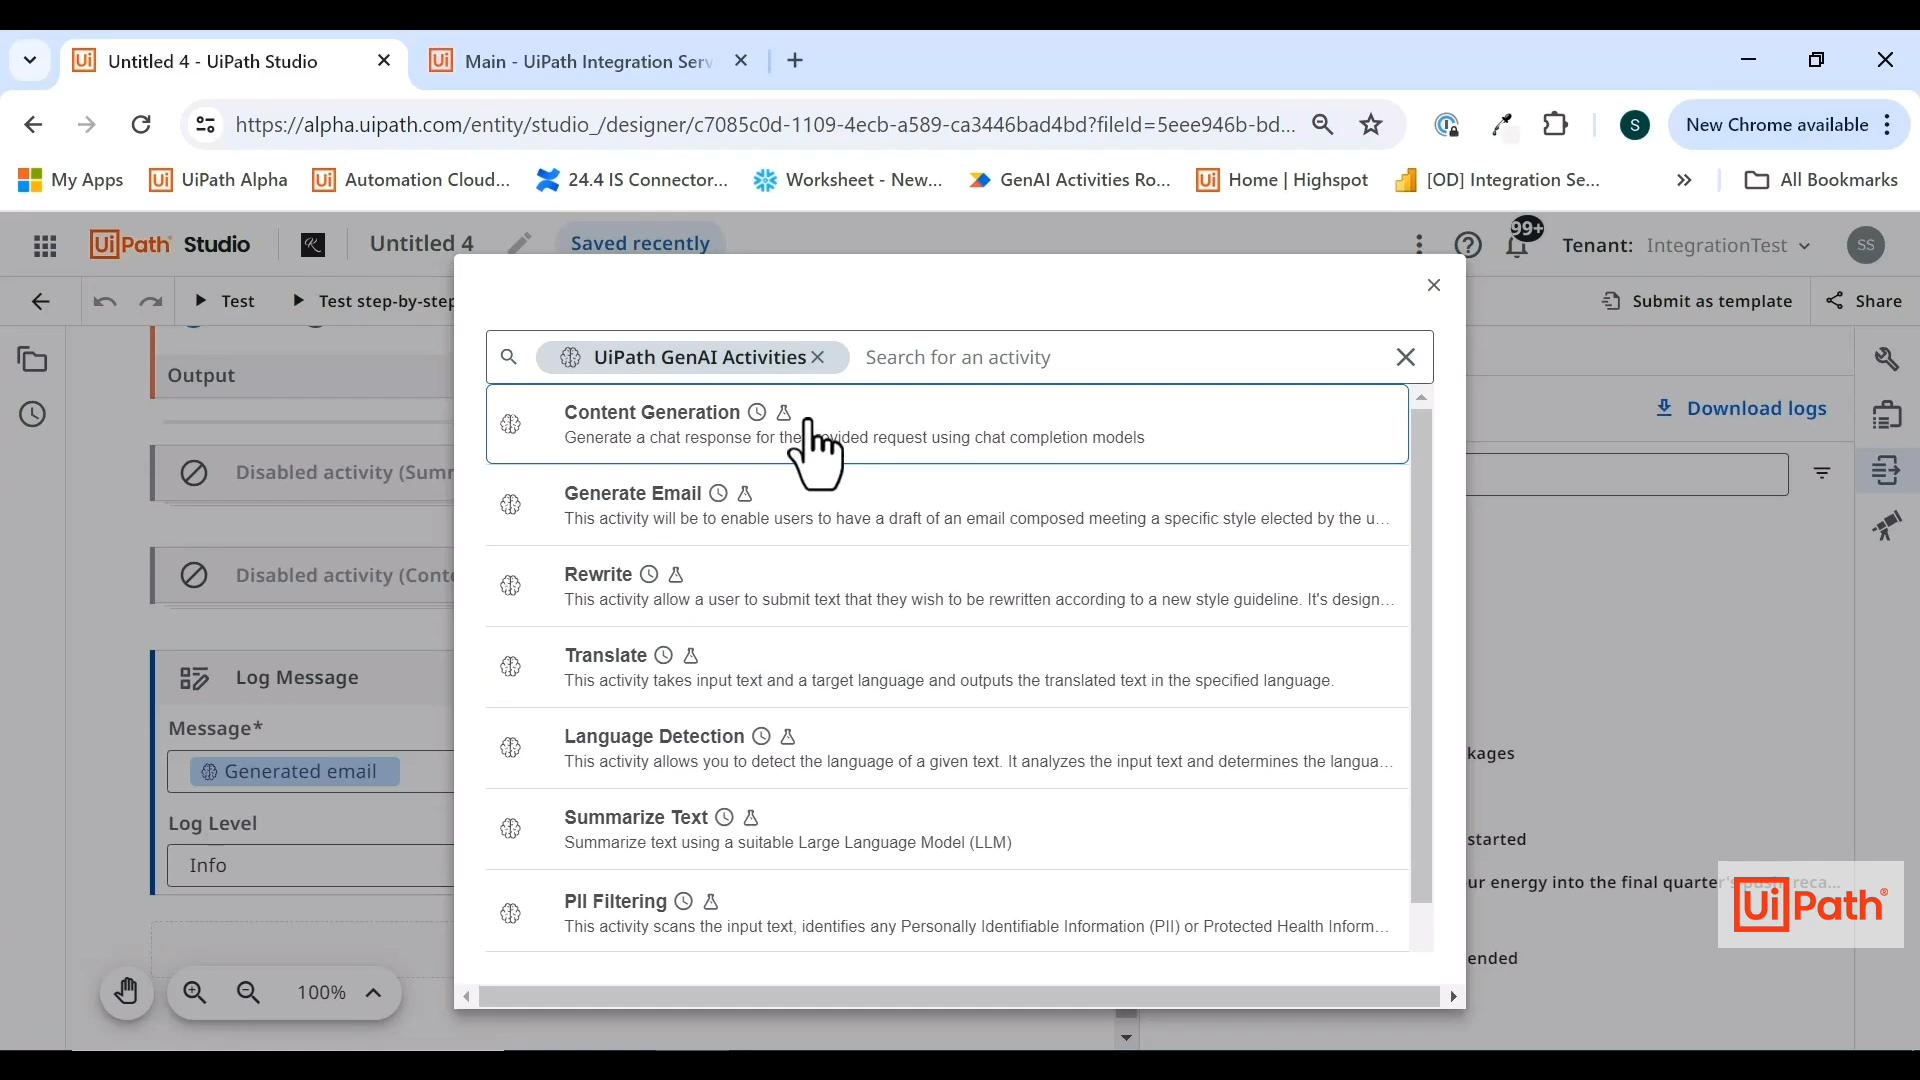 Untitled 4 - UiPath Studio
Main - UiPath Integration Serv
https://alpha.uipath.com/entity/studio_/designer/c7085c0d-1109-4ecb-a589-ca3446bad4bd?fileId=5eee946b-bd...
S
New Chrome available
My Apps
UiPath Alpha
Automation Cloud...
24.4 IS Connector...
Worksheet - New...
GenAI Activities Ro...
Home | Highspot
[OD] Integration Se...
All Bookmarks
UiPath Studio
Untitled 4
Saved recently
99+
Tenant: IntegrationTest
SS
Test
Test step-by-step
Submit as template
Share
UiPath GenAI Activities
Search for an activity
Output
Content Generation
Generate a chat response for the provided request using chat completion models
Download logs
Disabled activity (Summ
Generate Email
This activity will be to enable users to have a draft of an email composed meeting a specific style elected by the u...
Disabled activity (Conte
Rewrite
This activity allow a user to submit text that they wish to be rewritten according to a new style guideline. It's design...
Log Message
Translate
This activity takes input text and a target language and outputs the translated text in the specified language.
Message*
Generated email
Language Detection
This activity allows you to detect the language of a given text. It analyzes the input text and determines the langua...
kages
Log Level
Info
Summarize Text
Summarize text using a suitable Large Language Model (LLM)
started
ur energy into the final quarter's push, reca...
PII Filtering
This activity scans the input text, identifies any Personally Identifiable Information (PII) or Protected Health Inform...
UiPath®
ended
100%